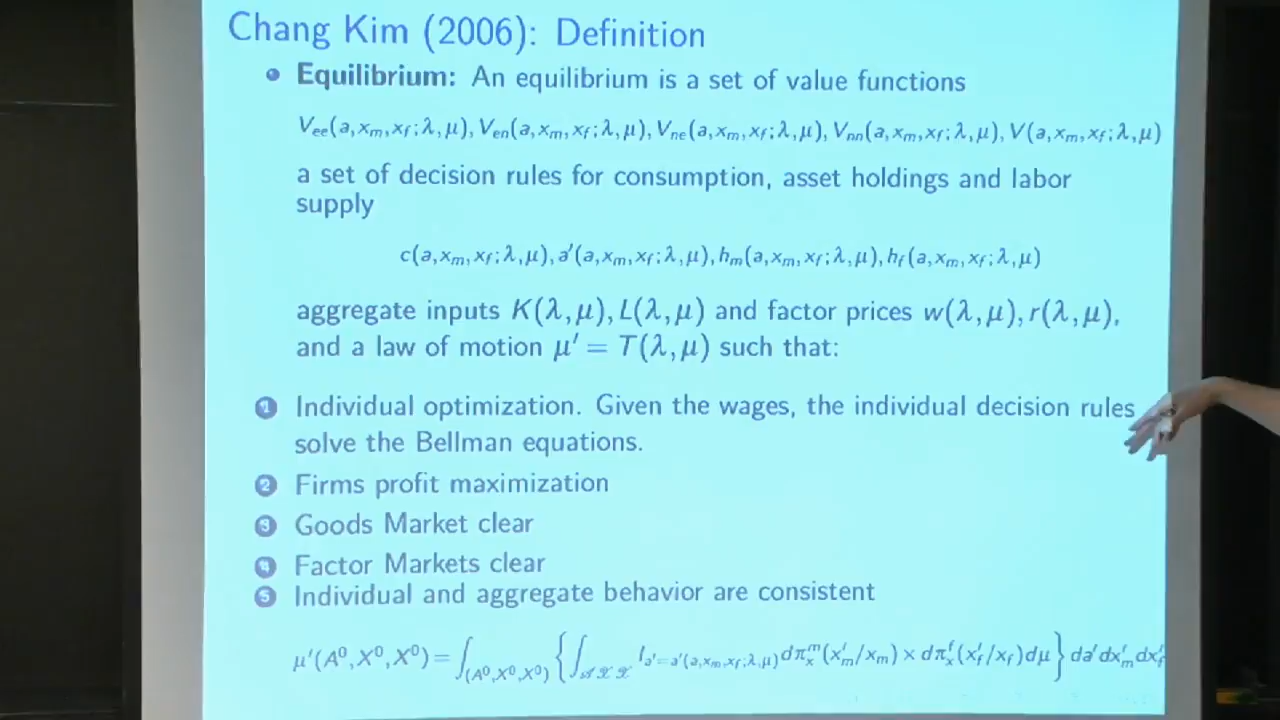 Chang Kim (2006): Definition
Equilibrium: An equilibrium is a set of value functions
V_ee(a,x_m,x_f;λ,μ), V_en(a,x_m,x_f;λ,μ), V_ne(a,x_m,x_f;λ,μ), V_nn(a,x_m,x_f;λ,μ), V(a,x_m,x_f;λ,μ)
a set of decision rules for consumption, asset holdings and labor
supply
c(a,x_m,x_f;λ,μ), a′(a,x_m,x_f;λ,μ), h_m(a,x_m,x_f;λ,μ), h_f(a,x_m,x_f;λ,μ)
aggregate inputs K(λ,μ), L(λ,μ) and factor prices w(λ,μ), r(λ,μ),
and a law of motion μ′ = T(λ,μ) such that:
1 Individual optimization. Given the wages, the individual decision rules
solve the Bellman equations.
2 Firms profit maximization
3 Goods Market clear
4 Factor Markets clear
5 Individual and aggregate behavior are consistent
μ′(A⁰,X⁰,X⁰) = ∫_(A⁰,X⁰,X⁰) { ∫_𝒜,𝒳,𝒳 I_a′=a′(a,x_m,x_f;λ,μ) dπ_x^m(x′_m/x_m) × dπ_x^f(x′_f/x_f)dμ } da′dx′_m dx′_f